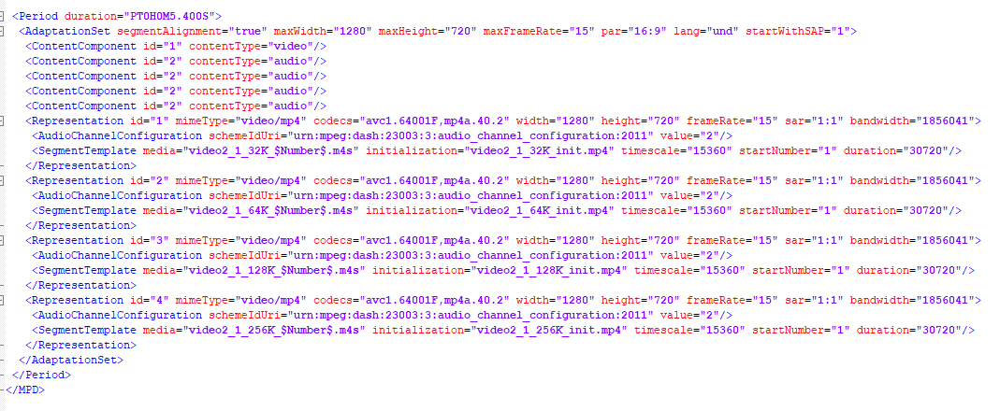 <Period duration="PT0H0M5.400S">
<AdaptationSet segmentAlignment="true" maxWidth="1280" maxHeight="720" maxFrameRate="15" par="16:9" lang="und" startWithSAP="1">
<ContentComponent id="1" contentType="video"/>
<ContentComponent id="2" contentType="audio"/>
<ContentComponent id="2" contentType="audio"/>
<ContentComponent id="2" contentType="audio"/>
<ContentComponent id="2" contentType="audio"/>
<Representation id="1" mimeType="video/mp4" codecs="avc1.64001F,mp4a.40.2" width="1280" height="720" frameRate="15" sar="1:1" bandwidth="1856041">
<AudioChannelConfiguration schemeIdUri="urn:mpeg:dash:23003:3:audio_channel_configuration:2011" value="2"/>
<SegmentTemplate media="video2_1_32K_$Number$.m4s" initialization="video2_1_32K_init.mp4" timescale="15360" startNumber="1" duration="30720"/>
</Representation>
<Representation id="2" mimeType="video/mp4" codecs="avc1.64001F,mp4a.40.2" width="1280" height="720" frameRate="15" sar="1:1" bandwidth="1856041">
<AudioChannelConfiguration schemeIdUri="urn:mpeg:dash:23003:3:audio_channel_configuration:2011" value="2"/>
<SegmentTemplate media="video2_1_64K_$Number$.m4s" initialization="video2_1_64K_init.mp4" timescale="15360" startNumber="1" duration="30720"/>
</Representation>
<Representation id="3" mimeType="video/mp4" codecs="avc1.64001F,mp4a.40.2" width="1280" height="720" frameRate="15" sar="1:1" bandwidth="1856041">
<AudioChannelConfiguration schemeIdUri="urn:mpeg:dash:23003:3:audio_channel_configuration:2011" value="2"/>
<SegmentTemplate media="video2_1_128K_$Number$.m4s" initialization="video2_1_128K_init.mp4" timescale="15360" startNumber="1" duration="30720"/>
</Representation>
<Representation id="4" mimeType="video/mp4" codecs="avc1.64001F,mp4a.40.2" width="1280" height="720" frameRate="15" sar="1:1" bandwidth="1856041">
<AudioChannelConfiguration schemeIdUri="urn:mpeg:dash:23003:3:audio_channel_configuration:2011" value="2"/>
<SegmentTemplate media="video2_1_256K_$Number$.m4s" initialization="video2_1_256K_init.mp4" timescale="15360" startNumber="1" duration="30720"/>
</Representation>
</AdaptationSet>
</Period>
</MPD>